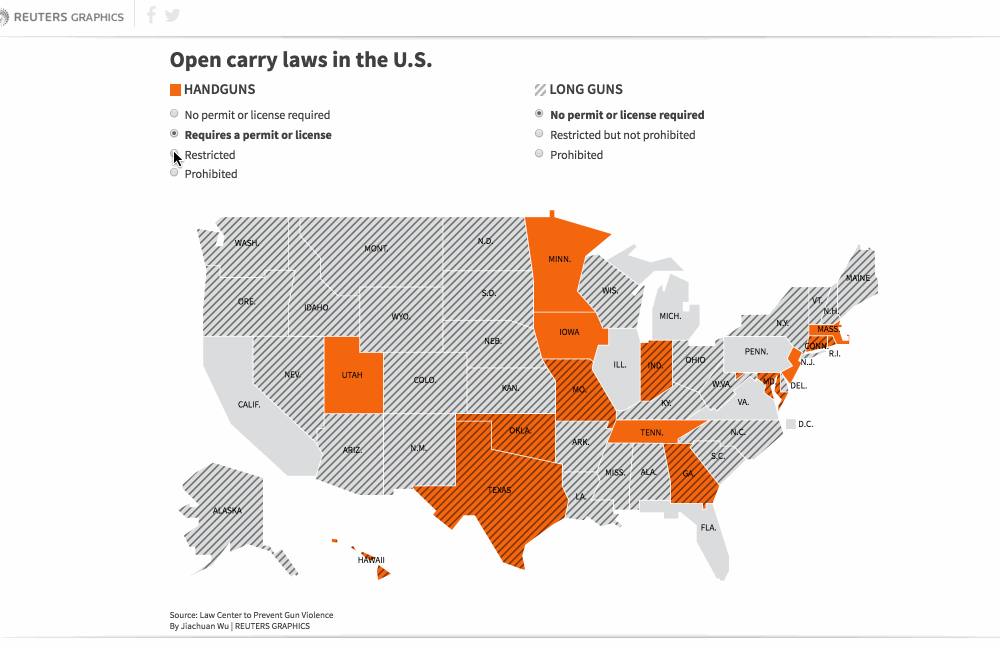 REUTERS GRAPHICS
Open carry laws in the U.S.
HANDGUNS
No permit or license required
Requires a permit or license
Restricted
Prohibited
LONG GUNS
No permit or license required
Restricted but not prohibited
Prohibited
WASH.
MONT.
N.D.
MINN.
ORE.
IDAHO
WYO.
S.D.
WIS.
MICH.
N.Y.
VT.
N.H.
MAINE
MASS.
CONN.
R.I.
NEV.
UTAH
COLO.
NEB.
IOWA
ILL.
IND.
OHIO
PENN.
N.J.
CALIF.
KAN.
MO.
KY.
W.VA.
VA.
MD.
DEL.
D.C.
ARIZ.
N.M.
OKLA.
ARK.
TENN.
N.C.
S.C.
TEXAS
LA.
MISS.
ALA.
GA.
FLA.
ALASKA
HAWAII
Source: Law Center to Prevent Gun Violence
By Jiachuan Wu | REUTERS GRAPHICS